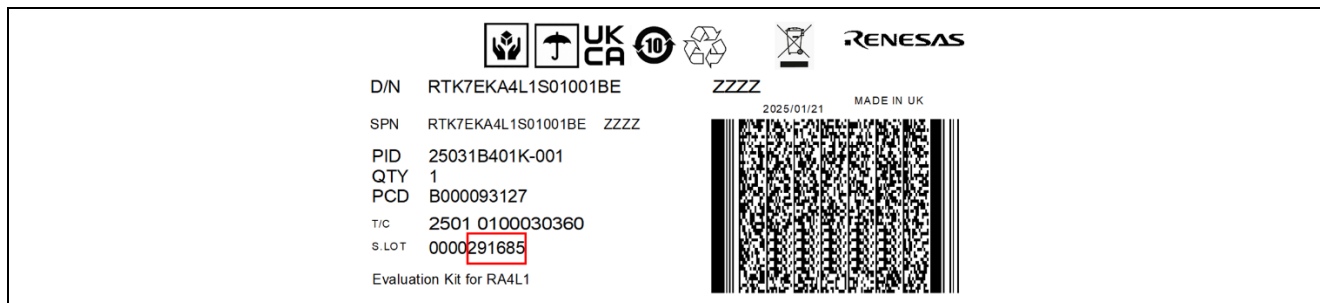 UK
CA
10
RENESAS
D/N RTK7EKA4L1S01001BE ZZZZ
2025/01/21 MADE IN UK
SPN RTK7EKA4L1S01001BE ZZZZ
PID 25031B401K-001
QTY 1
PCD B000093127
T/C 2501 0100030360
S.LOT 0000291685
Evaluation Kit for RA4L1